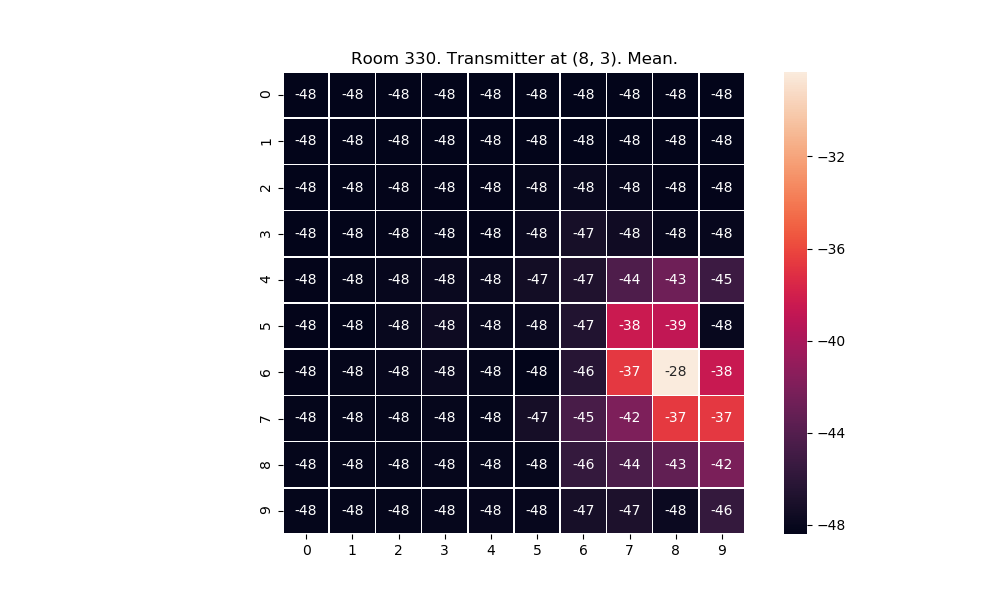 Room 330. Transmitter at (8, 3). Mean.
0 -48 -48 -48 -48 -48 -48 -48 -48 -48 -48
1 -48 -48 -48 -48 -48 -48 -48 -48 -48 -48
2 -48 -48 -48 -48 -48 -48 -48 -48 -48 -48
3 -48 -48 -48 -48 -48 -48 -47 -48 -48 -48
4 -48 -48 -48 -48 -48 -47 -47 -44 -43 -45
5 -48 -48 -48 -48 -48 -48 -47 -38 -39 -48
6 -48 -48 -48 -48 -48 -48 -46 -37 -28 -38
7 -48 -48 -48 -48 -48 -47 -45 -42 -37 -37
8 -48 -48 -48 -48 -48 -48 -46 -44 -43 -42
9 -48 -48 -48 -48 -48 -48 -47 -47 -48 -46
0 1 2 3 4 5 6 7 8 9
−32
−36
−40
−44
−48